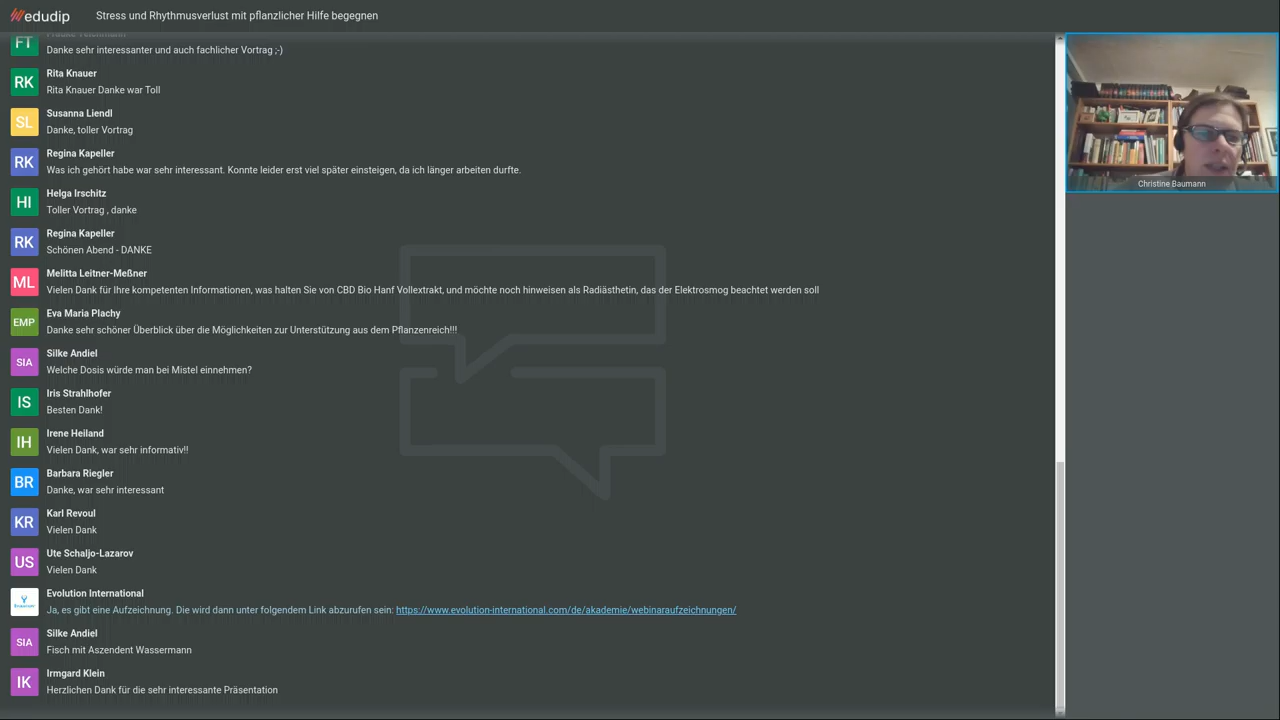 edudip
Stress und Rhythmusverlust mit pflanzlicher Hilfe begegnen
FT
Danke sehr interessanter und auch fachlicher Vortrag ;-)
RK
Rita Knauer
Rita Knauer Danke war Toll
SL
Susanna Liendl
Danke, toller Vortrag
RK
Regina Kapeller
Was ich gehört habe war sehr interessant. Konnte leider erst viel später einsteigen, da ich länger arbeiten durfte.
HI
Helga Irschitz
Toller Vortrag , danke
RK
Regina Kapeller
Schönen Abend - DANKE
ML
Melitta Leitner-Meßner
Vielen Dank für Ihre kompetenten Informationen, was halten Sie von CBD Bio Hanf Vollextrakt, und möchte noch hinweisen als Radiästhetin, das der Elektrosmog beachtet werden soll
EMP
Eva Maria Plachy
Danke sehr schöner Überblick über die Möglichkeiten zur Unterstützung aus dem Pflanzenreich!!!
SIA
Silke Andiel
Welche Dosis würde man bei Mistel einnehmen?
IS
Iris Strahlhofer
Besten Dank!
IH
Irene Heiland
Vielen Dank, war sehr informativ!!
BR
Barbara Riegler
Danke, war sehr interessant
KR
Karl Revoul
Vielen Dank
US
Ute Schaljo-Lazarov
Vielen Dank
Evolution International
Ja, es gibt eine Aufzeichnung. Die wird dann unter folgendem Link abzurufen sein: https://www.evolution-international.com/de/akademie/webinaraufzeichnungen/
SIA
Silke Andiel
Fisch mit Aszendent Wassermann
IK
Irmgard Klein
Herzlichen Dank für die sehr interessante Präsentation
Christine Baumann